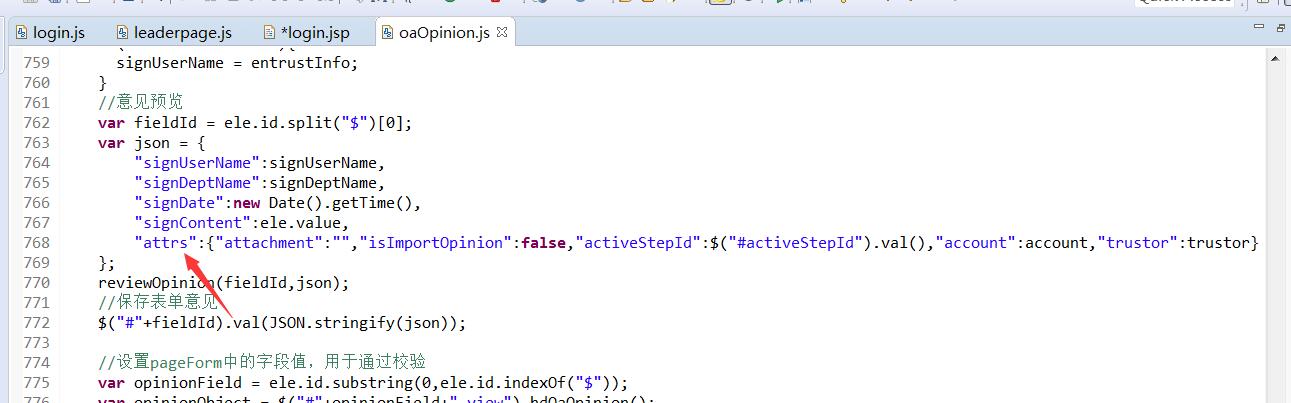 login.js
leaderpage.js
*login.jsp
oaOpinion.js
759 signUserName = entrustInfo;
760 }
761 //意见预览
762 var fieldId = ele.id.split("$")[0];
763 var json = {
764 "signUserName":signUserName,
765 "signDeptName":signDeptName,
766 "signDate":new Date().getTime(),
767 "signContent":ele.value,
768 "attrs":{"attachment":"","isImportOpinion":false,"activeStepId":$("#activeStepId").val(),"account":account,"trustor":trustor}
769 };
770 reviewOpinion(fieldId,json);
771 //保存表单意见
772 $("#"+fieldId).val(JSON.stringify(json));
773
774 //设置pageForm中的字段值，用于通过校验
775 var opinionField = ele.id.substring(0,ele.id.indexOf("$"));
776 var opinionObject = $("#"+opinionField+"_view").hdOaOpinion();